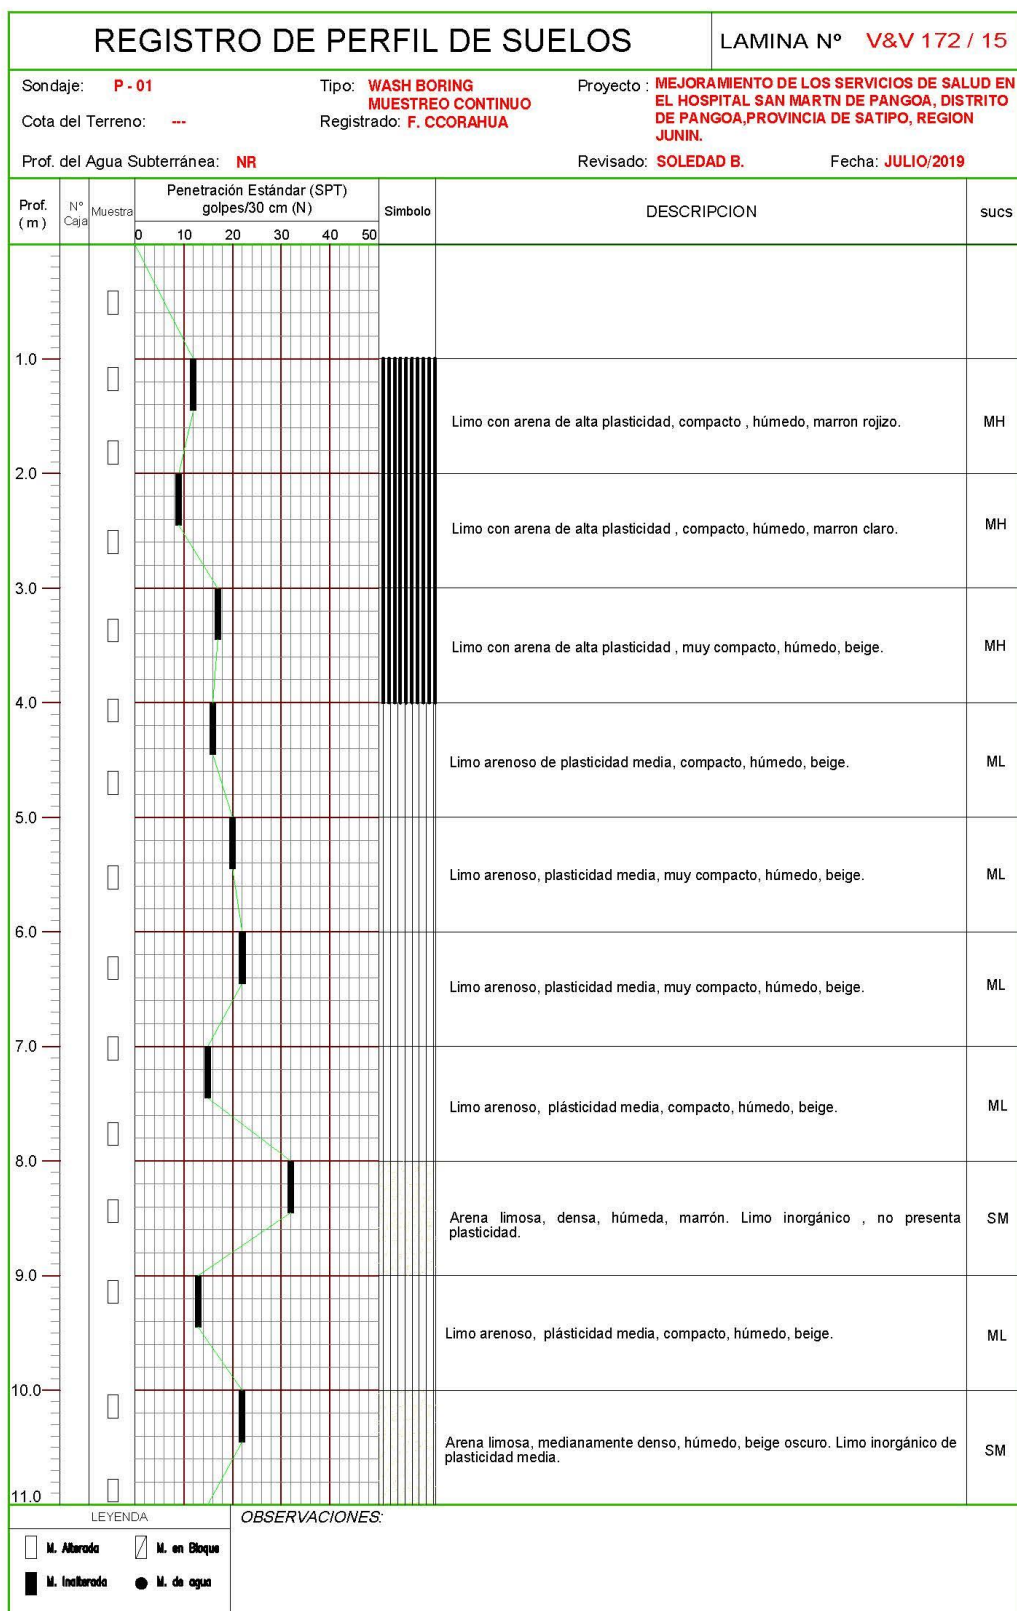 REGISTRO DE PERFIL DE SUELOS
LAMINA Nº V&V 172 / 15
Sondaje: P - 01
Tipo: WASH BORING
MUESTREO CONTINUO
Proyecto : MEJORAMIENTO DE LOS SERVICIOS DE SALUD EN
EL HOSPITAL SAN MARTN DE PANGOA, DISTRITO
DE PANGOA,PROVINCIA DE SATIPO, REGION
JUNIN.
Cota del Terreno: ---
Registrado: F. CCORAHUA
Prof. del Agua Subterránea: NR
Revisado: SOLEDAD B.
Fecha: JULIO/2019
Prof.
( m )
Nº
Caja
Muestra
Penetración Estándar (SPT)
golpes/30 cm (N)
0 10 20 30 40 50
Simbolo
DESCRIPCION
sucs
1.0
Limo con arena de alta plasticidad, compacto , húmedo, marron rojizo. MH
2.0
Limo con arena de alta plasticidad , compacto, húmedo, marron claro. MH
3.0
Limo con arena de alta plasticidad , muy compacto, húmedo, beige. MH
4.0
Limo arenoso de plasticidad media, compacto, húmedo, beige. ML
5.0
Limo arenoso, plasticidad media, muy compacto, húmedo, beige. ML
6.0
Limo arenoso, plasticidad media, muy compacto, húmedo, beige. ML
7.0
Limo arenoso, plásticidad media, compacto, húmedo, beige. ML
8.0
Arena limosa, densa, húmeda, marrón. Limo inorgánico , no presenta
plasticidad.
SM
9.0
Limo arenoso, plásticidad media, compacto, húmedo, beige. ML
10.0
Arena limosa, medianamente denso, húmedo, beige oscuro. Limo inorgánico de
plasticidad media.
SM
11.0
LEYENDA
OBSERVACIONES:
M. Alterada
M. en Bloque
M. Inalterada
M. de agua